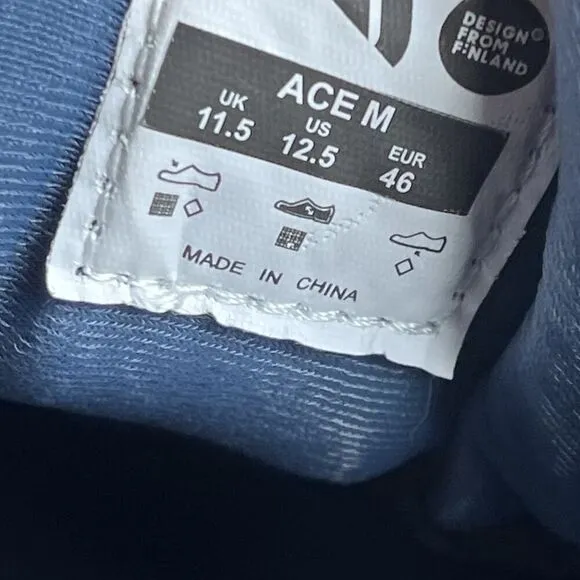 DESIGN
FROM
FINLAND
ACE M
UK US EUR
11.5 12.5 46
MADE IN CHINA